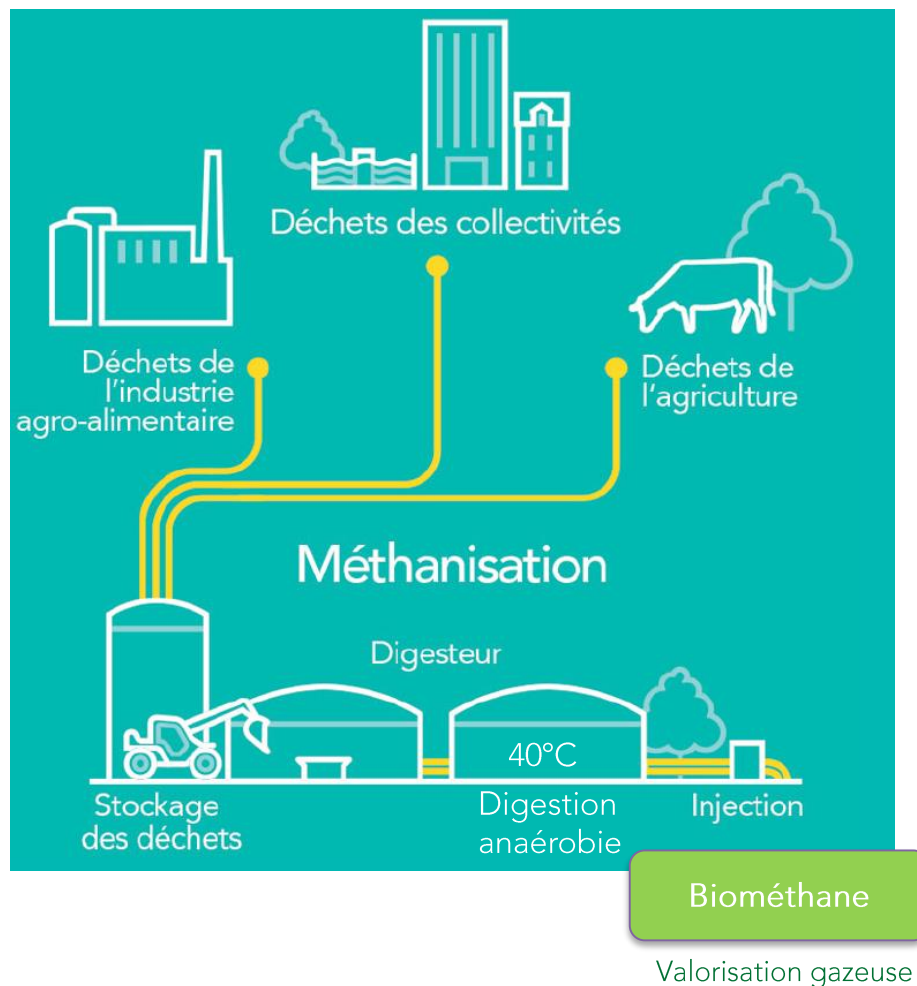 Déchets des collectivités
Déchets de
l'industrie
agro-alimentaire
Déchets de
l'agriculture
Méthanisation
Digesteur
40°C
Stockage
des déchets
Digestion
anaérobie
Injection
Biométhane
Valorisation gazeuse